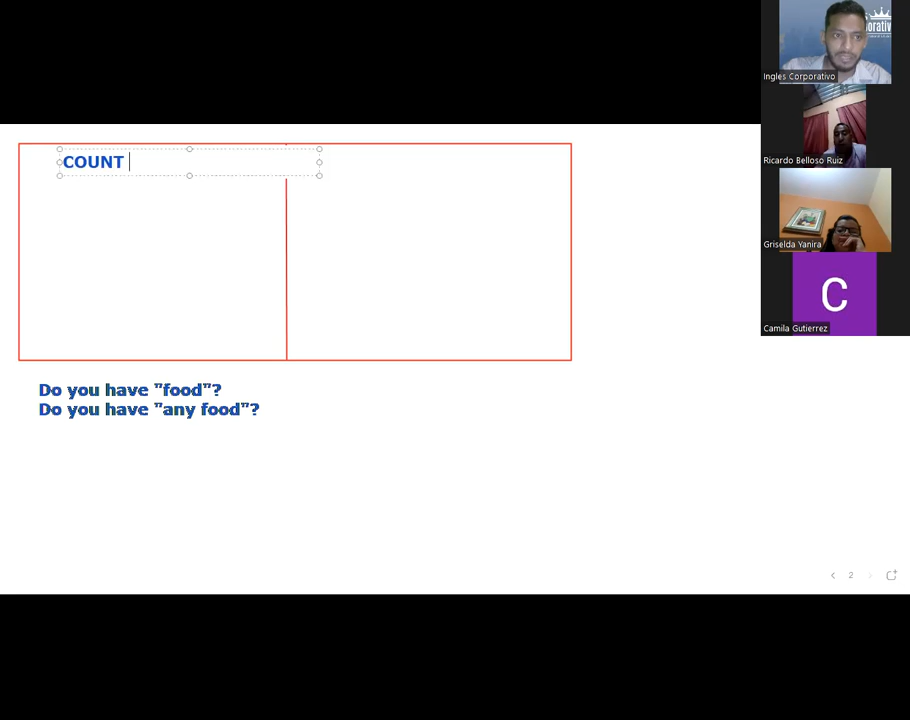 orativ
Ingles Corporativo
COUNT
Ricardo Belloso Ruiz
Griselda Yanira
C
Camila Gutierrez
Do you have "food"?
Do you have "any food"?
2